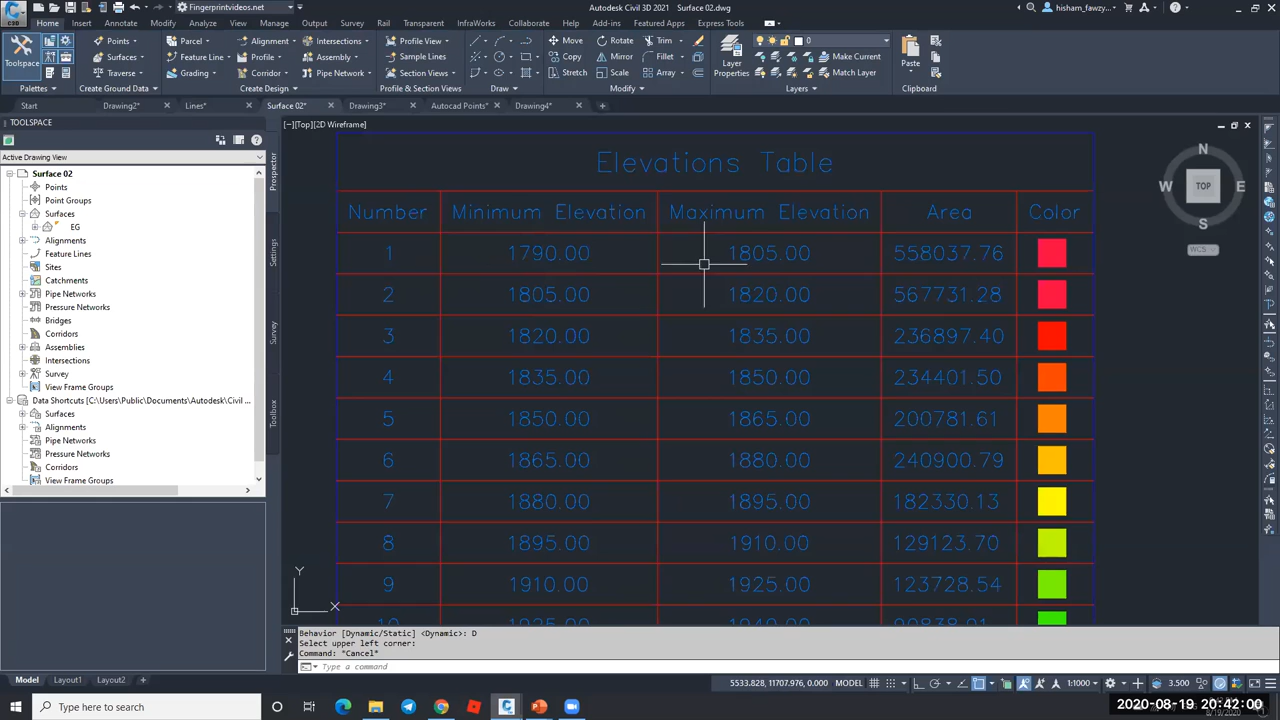 C3D
Fingerprintvideos.net
Autodesk Civil 3D 2021 Surface 02.dwg
hisham_fawzy...
Home Insert Annotate Modify Analyze View Manage Output Survey Rail Transparent InfraWorks Collaborate Help Add-ins Featured Apps Express Tools
Points Parcel Alignment Intersections Profile View Move Rotate Trim 0
Toolspace Surfaces Feature Line Profile Assembly Sample Lines Copy Mirror Fillet Layer Properties Make Current Paste
Traverse Grading Corridor Pipe Network Section Views Stretch Scale Array Match Layer
Palettes Create Ground Data Create Design Profile & Section Views Draw Modify Layers Clipboard
Start Drawing2* Lines* Surface 02* Drawing3* Autocad Points* Drawing4*
TOOLSPACE
[−][Top][2D Wireframe]
Active Drawing View
Surface 02
Points
Point Groups
Surfaces
EG
Alignments
Feature Lines
Sites
Catchments
Pipe Networks
Pressure Networks
Bridges
Corridors
Assemblies
Intersections
Survey
View Frame Groups
Data Shortcuts [C:\Users\Public\Documents\Autodesk\Civil ...
Surfaces
Alignments
Pipe Networks
Pressure Networks
Corridors
View Frame Groups
Prospector
Settings
Survey
Toolbox
Elevations Table
Number Minimum Elevation Maximum Elevation Area Color
1 1790.00 1805.00 558037.76
2 1805.00 1820.00 567731.28
3 1820.00 1835.00 236897.40
4 1835.00 1850.00 234401.50
5 1850.00 1865.00 200781.61
6 1865.00 1880.00 240900.79
7 1880.00 1895.00 182330.13
8 1895.00 1910.00 129123.70
9 1910.00 1925.00 123728.54
N
W TOP E
S
WCS
Y
X
Behavior [Dynamic/Static] <Dynamic>: D
Select upper left corner:
Command: *Cancel*
Type a command
Model Layout1 Layout2
5533.828, 11707.976, 0.000 MODEL 1:1000 3.500
Type here to search
2020-08-19 20:42:00